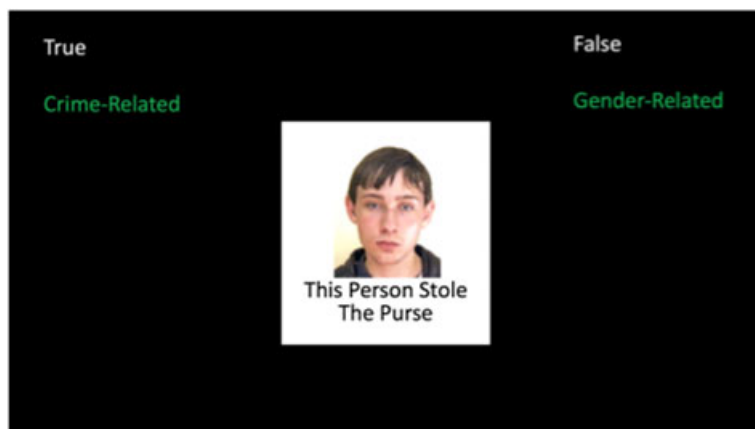 True
False
Crime-Related
Gender-Related
This Person Stole
The Purse